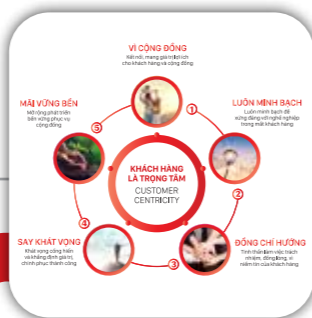 VÌ CỘNG ĐỒNG
Kết nối, mang giá trị lợi ích
cho khách hàng và cộng đồng
①
LUÔN MINH BẠCH
Luôn minh bạch để
xứng đáng với nghề nghiệp
trong mắt khách hàng
②
ĐỒNG CHÍ HƯỚNG
Tinh thần làm việc trách
nhiệm, đồng lòng, vì
niềm tin của khách hàng
③
SAY KHÁT VỌNG
Khát vọng cống hiến
và khẳng định giá trị,
chinh phục thành công
④
MÃI VỮNG BỀN
Mở rộng phát triển
bền vững phục vụ
cộng đồng
⑤
KHÁCH HÀNG
LÀ TRỌNG TÂM
CUSTOMER
CENTRICITY